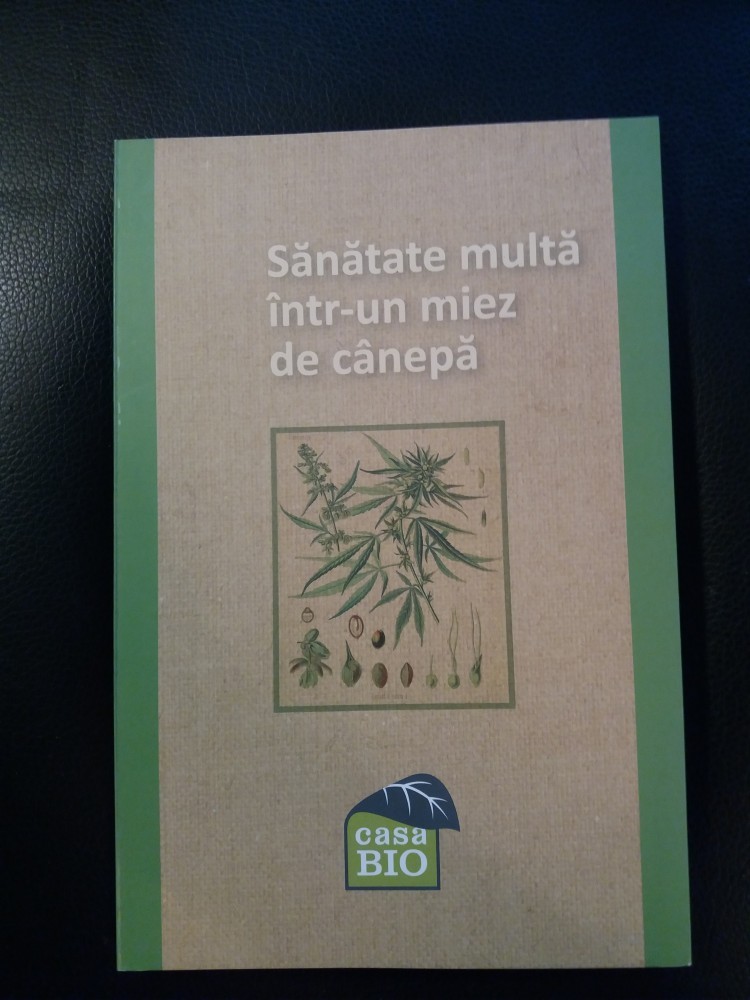 Sănătate multă
într-un miez
de cânepă
casa
BIO